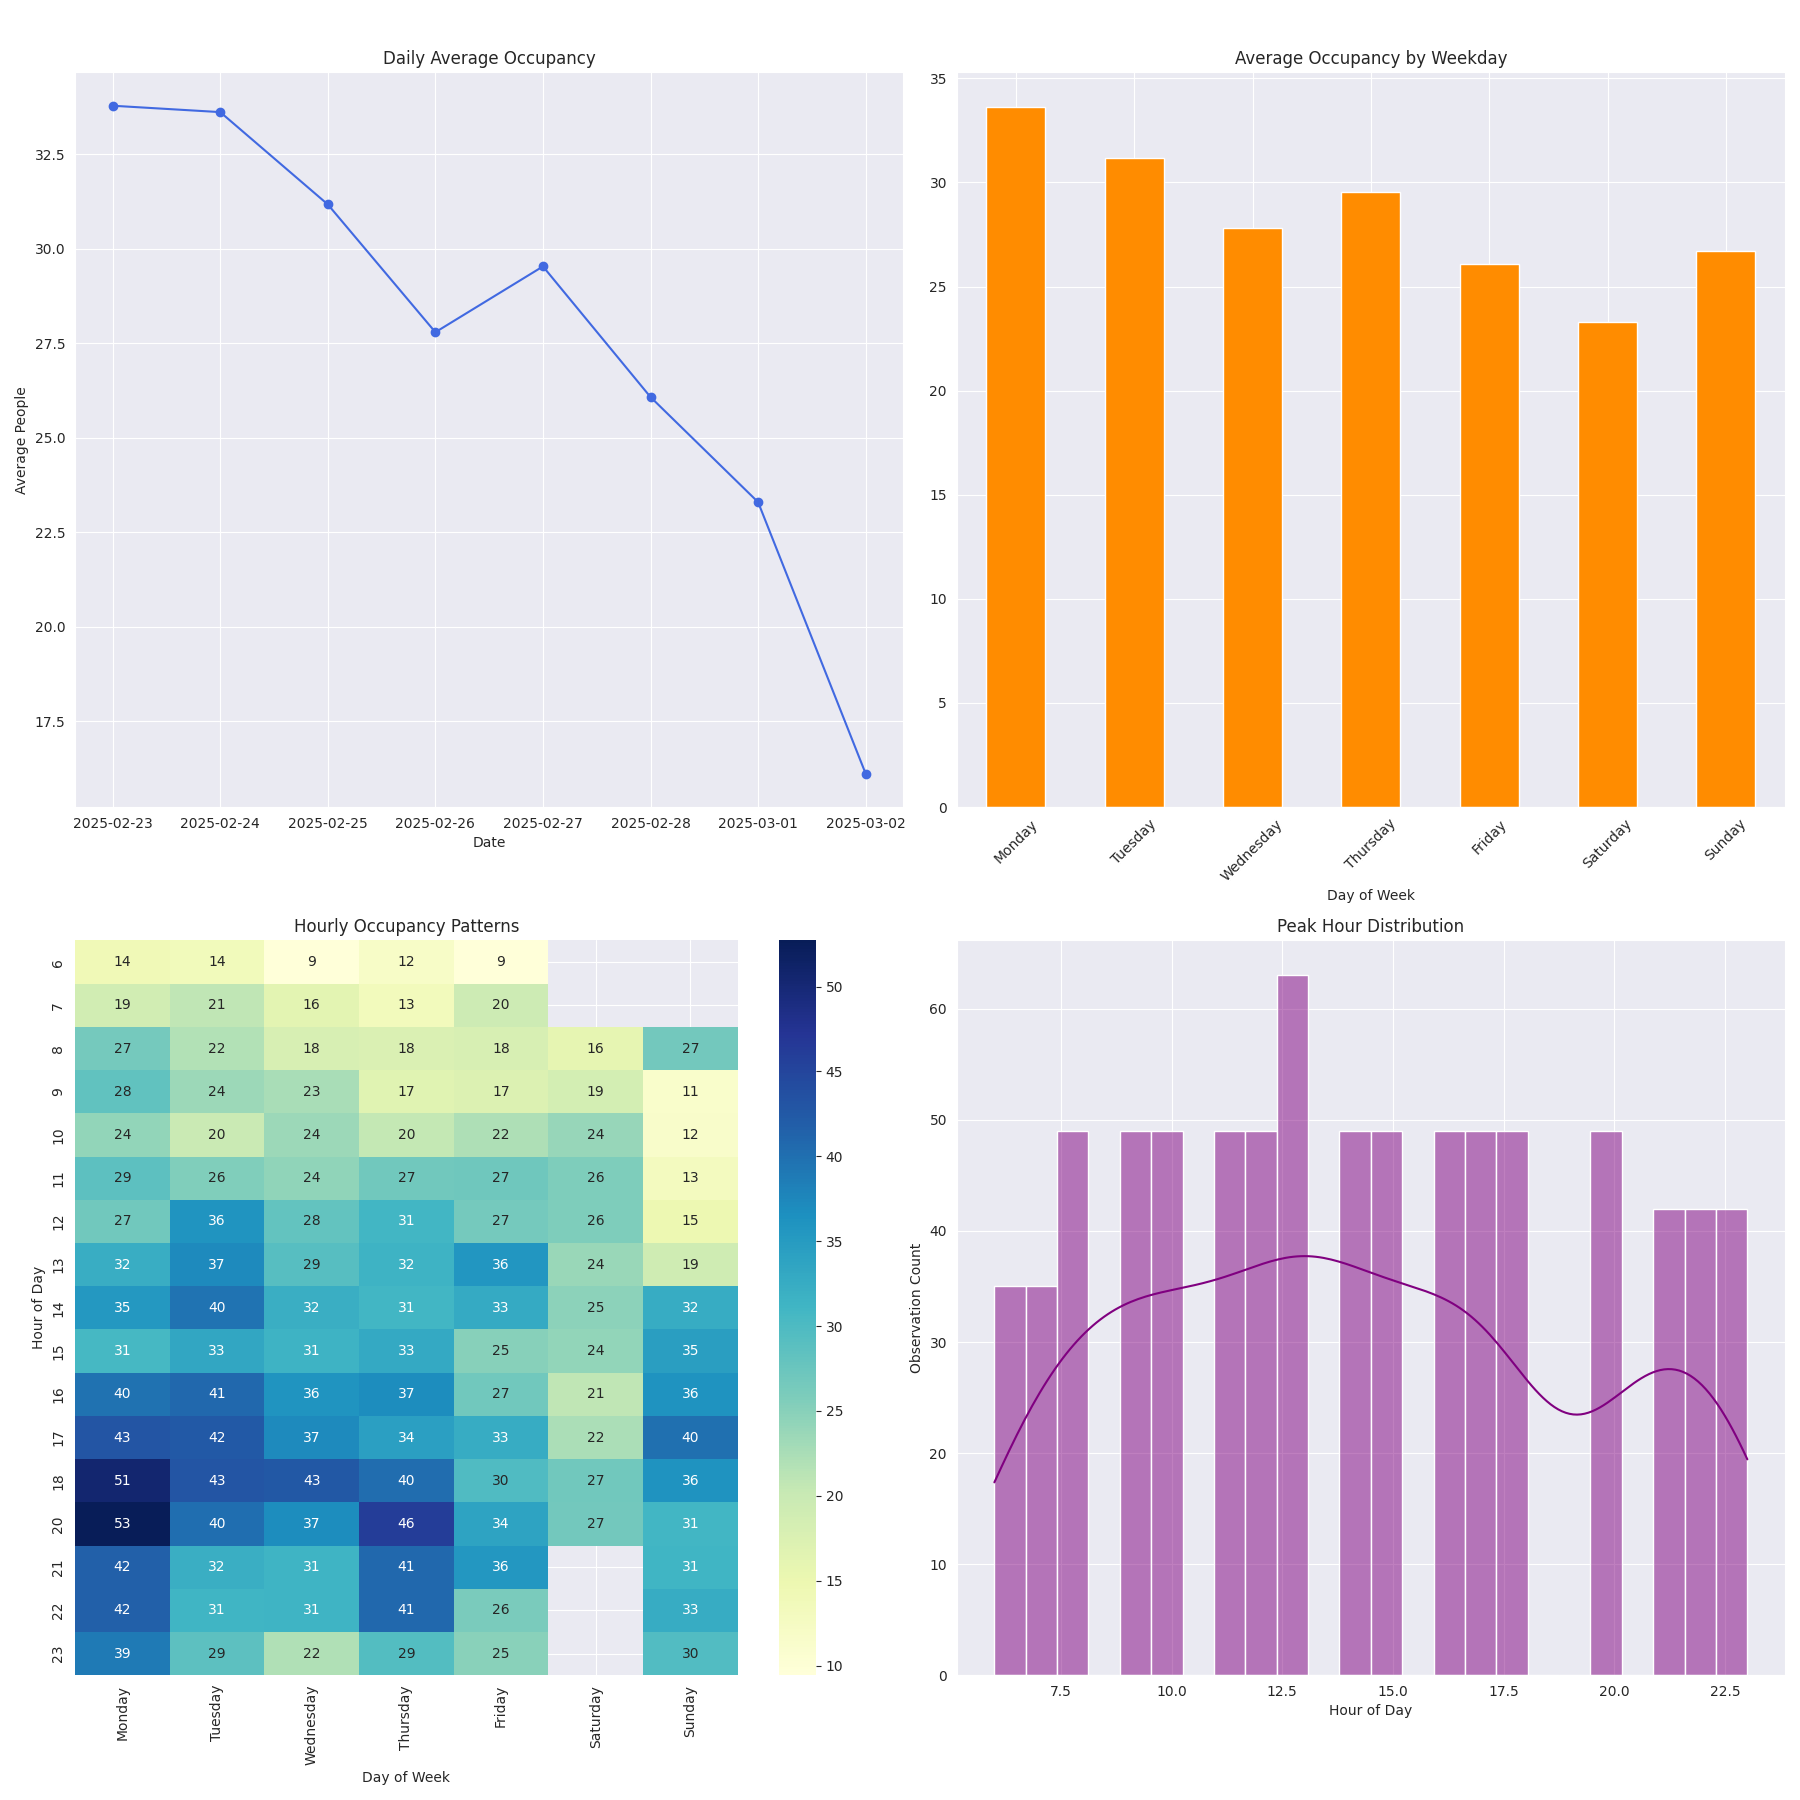 Daily Average Occupancy
32.5
30.0
27.5
25.0
22.5
20.0
17.5
Average People
2025-02-23 2025-02-24 2025-02-25 2025-02-26 2025-02-27 2025-02-28 2025-03-01 2025-03-02
Date
Average Occupancy by Weekday
35
30
25
20
15
10
5
0
Monday Tuesday Wednesday Thursday Friday Saturday Sunday
Day of Week
Hourly Occupancy Patterns
Hour of Day
6 14 14 9 12 9
7 19 21 16 13 20
8 27 22 18 18 18 16 27
9 28 24 23 17 17 19 11
10 24 20 24 20 22 24 12
11 29 26 24 27 27 26 13
12 27 36 28 31 27 26 15
13 32 37 29 32 36 24 19
14 35 40 32 31 33 25 32
15 31 33 31 33 25 24 35
16 40 41 36 37 27 21 36
17 43 42 37 34 33 22 40
18 51 43 43 40 30 27 36
20 53 40 37 46 34 27 31
21 42 32 31 41 36 31
22 42 31 31 41 26 33
23 39 29 22 29 25 30
Monday Tuesday Wednesday Thursday Friday Saturday Sunday
Day of Week
50
45
40
35
30
25
20
15
10
Peak Hour Distribution
60
50
40
30
20
10
0
Observation Count
7.5 10.0 12.5 15.0 17.5 20.0 22.5
Hour of Day